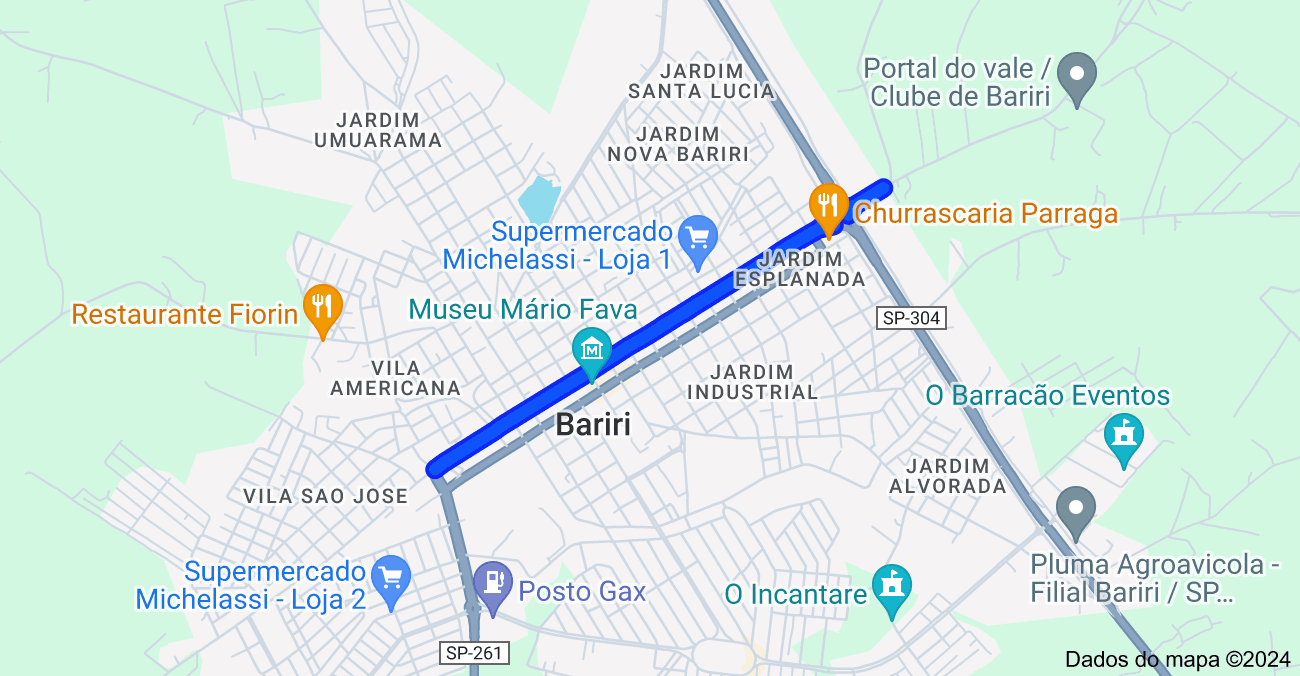 JARDIM
SANTA LUCIA
Portal do vale /
Clube de Bariri
JARDIM
UMUARAMA
JARDIM
NOVA BARIRI
Churrascaria Parraga
Supermercado
Michelassi - Loja 1
JARDIM
ESPLANADA
Restaurante Fiorin
Museu Mário Fava
SP-304
VILA
AMERICANA
JARDIM
INDUSTRIAL
O Barracão Eventos
Bariri
JARDIM
ALVORADA
VILA SAO JOSE
Supermercado
Michelassi - Loja 2
Posto Gax
O Incantare
Pluma Agroavicola -
Filial Bariri / SP...
SP-261
Dados do mapa ©2024